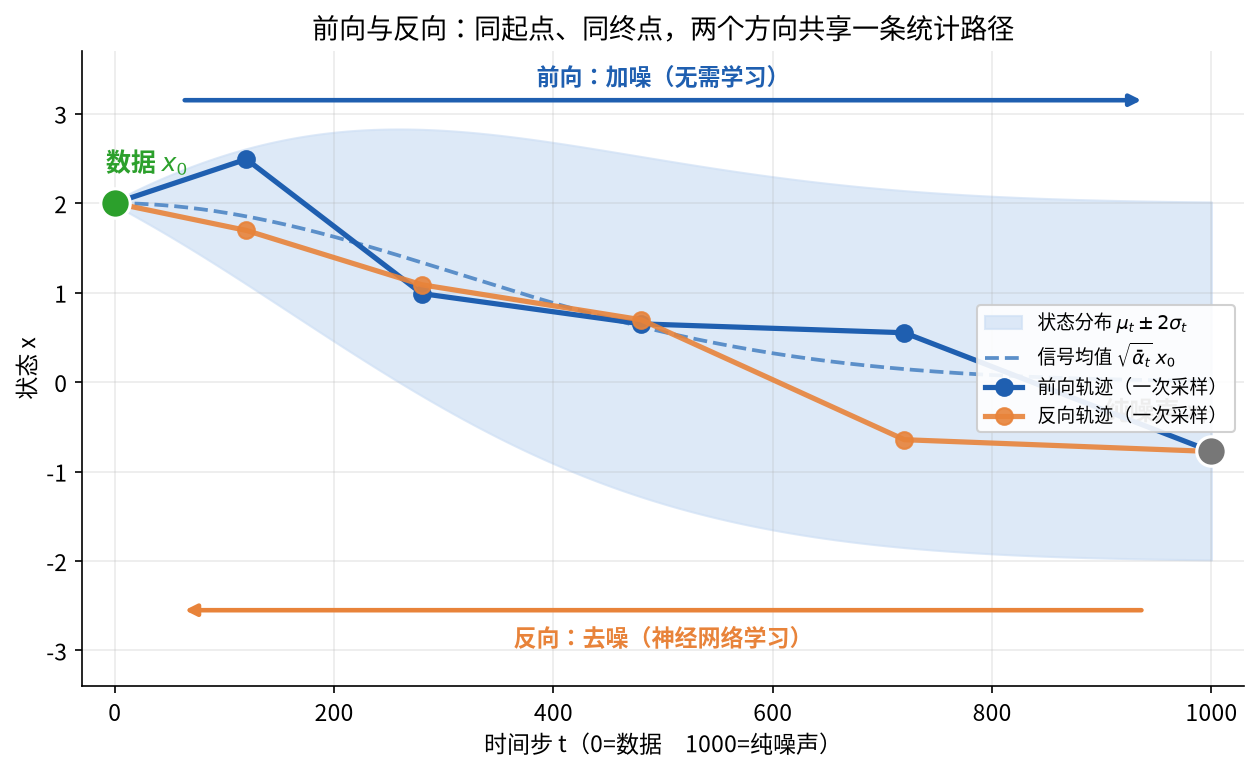 前向与反向：同起点、同终点，两个方向共享一条统计路径
前向：加噪（无需学习）
数据 x₀
状态 x
3
2
1
0
-1
-2
-3
状态分布 μₜ ± 2σₜ
信号均值 √ᾱₜ x₀
前向轨迹（一次采样）
反向轨迹（一次采样）
反向：去噪（神经网络学习）
0 200 400 600 800 1000
时间步 t（0=数据 1000=纯噪声）